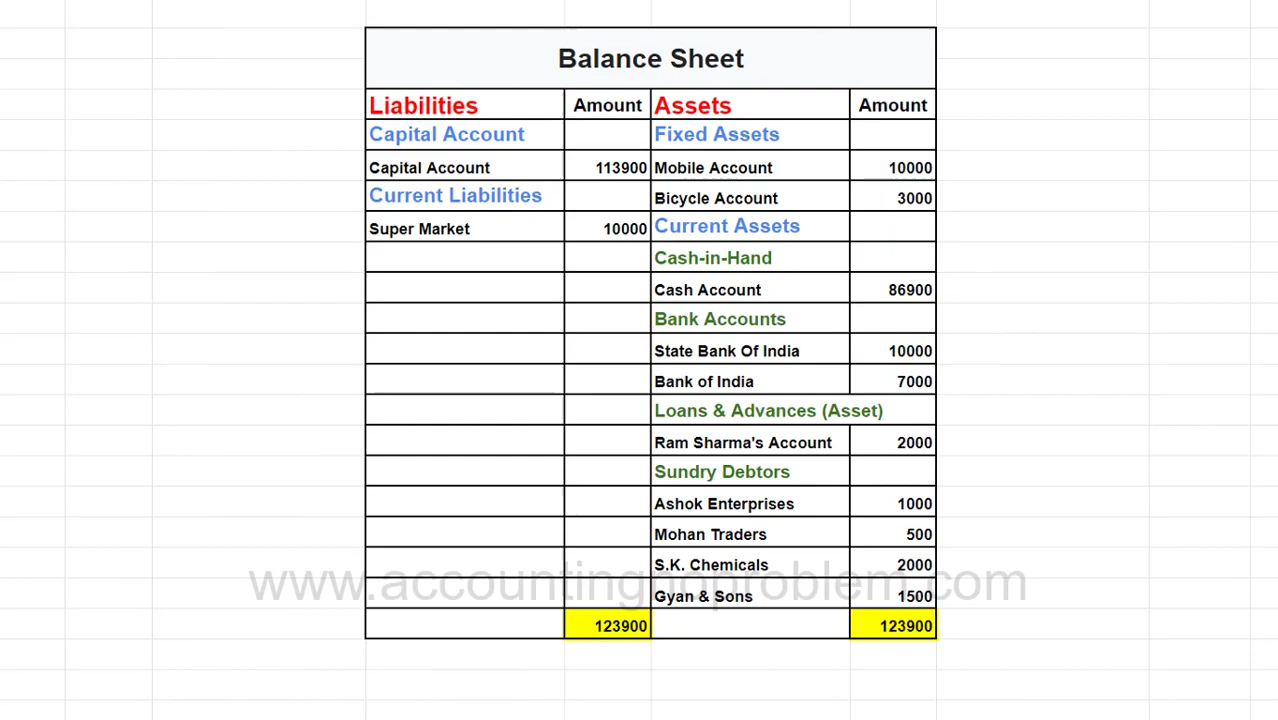 Balance Sheet
Liabilities Amount Assets Amount
Capital Account Fixed Assets
Capital Account 113900 Mobile Account 10000
Current Liabilities Bicycle Account 3000
Super Market 10000 Current Assets
Cash-in-Hand
Cash Account 86900
Bank Accounts
State Bank Of India 10000
Bank of India 7000
Loans & Advances (Asset)
Ram Sharma's Account 2000
Sundry Debtors
Ashok Enterprises 1000
Mohan Traders 500
S.K. Chemicals 2000
www.accountingnoproblem.com
Gyan & Sons 1500
123900 123900